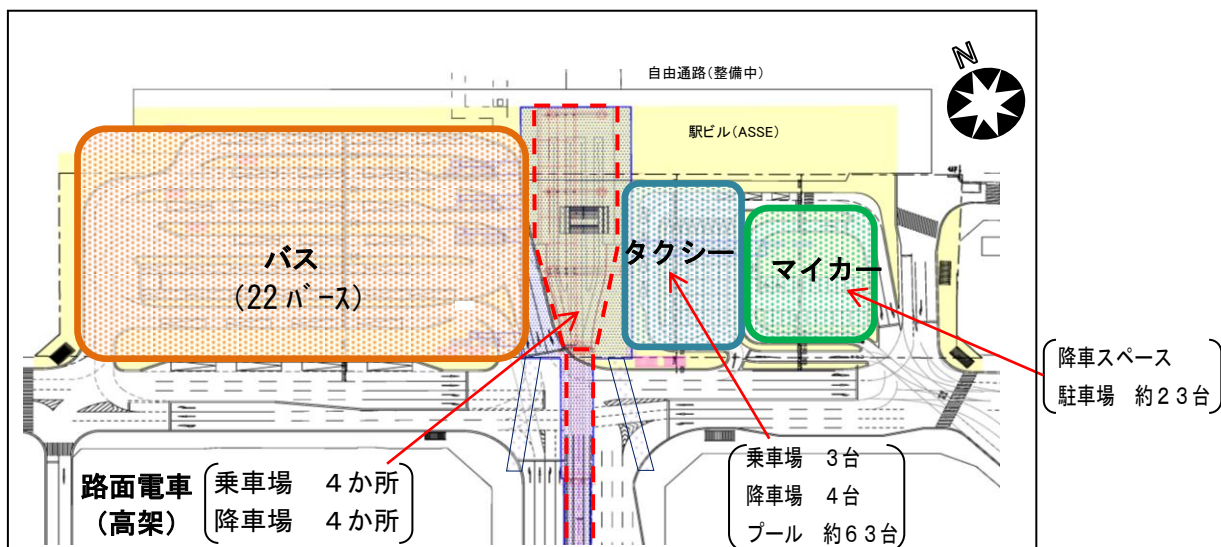 N
自由通路(整備中)
駅ビル(ASSE)
バス
(22 バース)
タクシー
マイカー
降車スペース
駐車場 約23台
路面電車
(高架)
乗車場 4か所
降車場 4か所
乗車場 3台
降車場 4台
プール 約63台